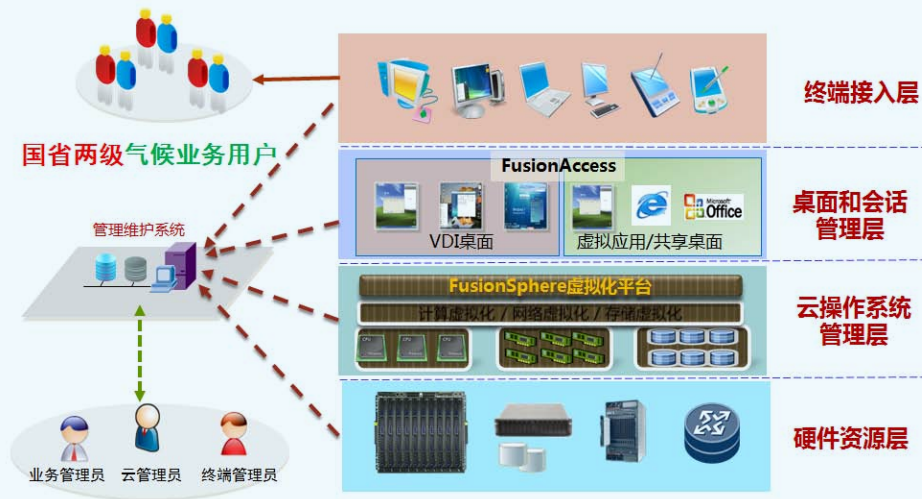 终端接入层
国省两级气候业务用户
FusionAccess
VDI桌面
虚拟应用/共享桌面
Microsoft
Office
桌面和会话
管理层
管理维护系统
FusionSphere虚拟化平台
计算虚拟化 / 网络虚拟化 / 存储虚拟化
CPU
CPU
CPU
云操作系统
管理层
硬件资源层
业务管理员
云管理员
终端管理员